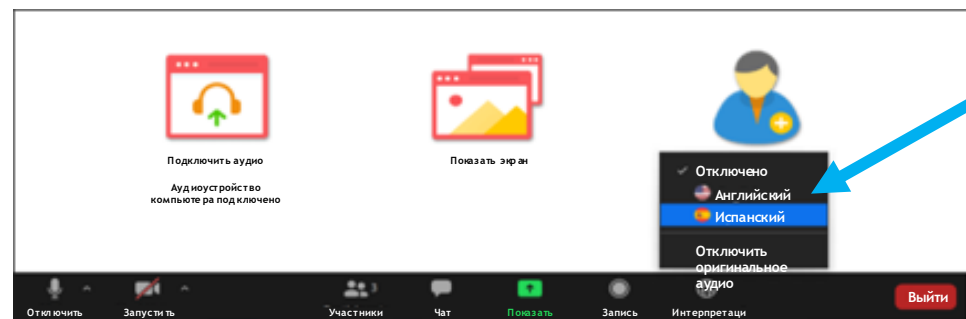 Подключить аудио
Аудиоустройство
компьютера подключено
Показать экран
Отключено
Английский
Испанский
Отключить
оригинальное
аудио
Отключить
Запустить
3
Участники
Чат
Показать
Запись
Интерпретаци
Выйти